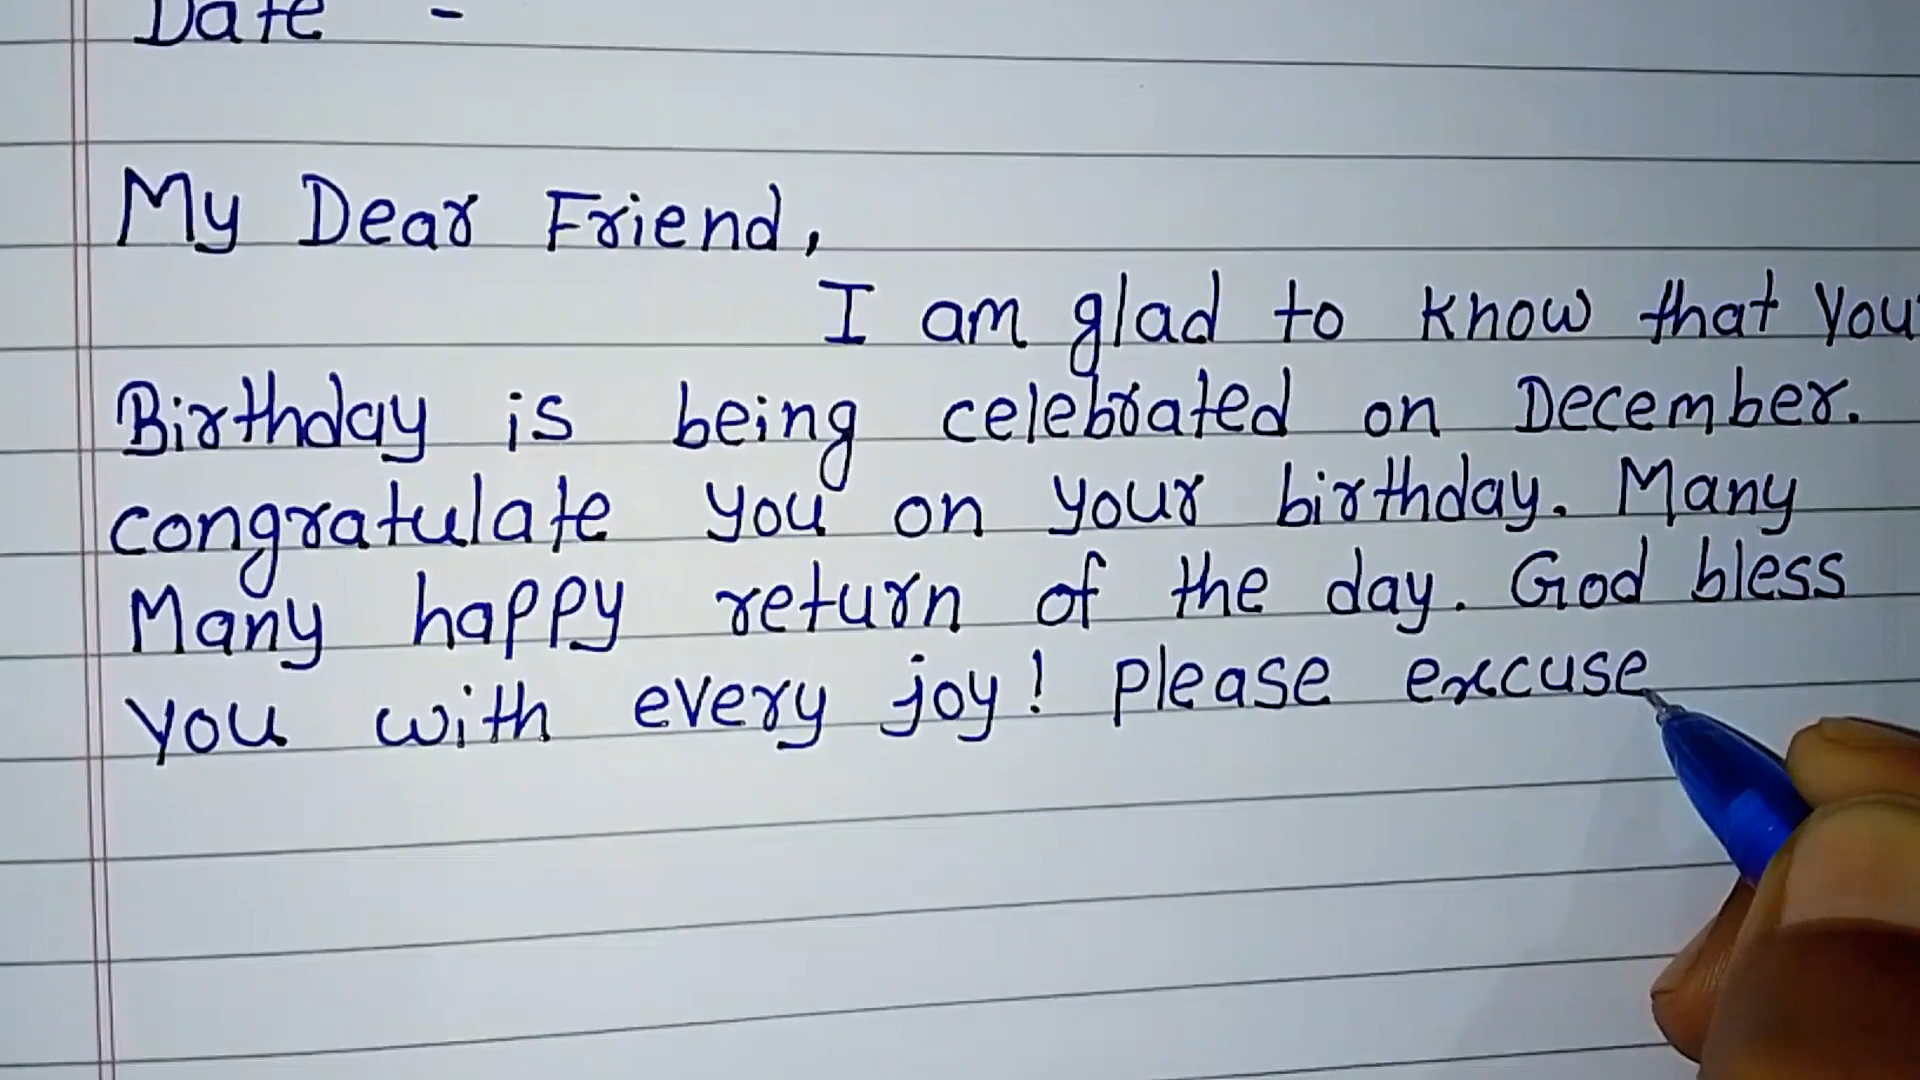 Date -
My Dear Friend,
I am glad to know that you
Birthday is being celebrated on December.
congratulate you on your birthday. Many
Many happy return of the day. God bless
you with every joy! please excuse